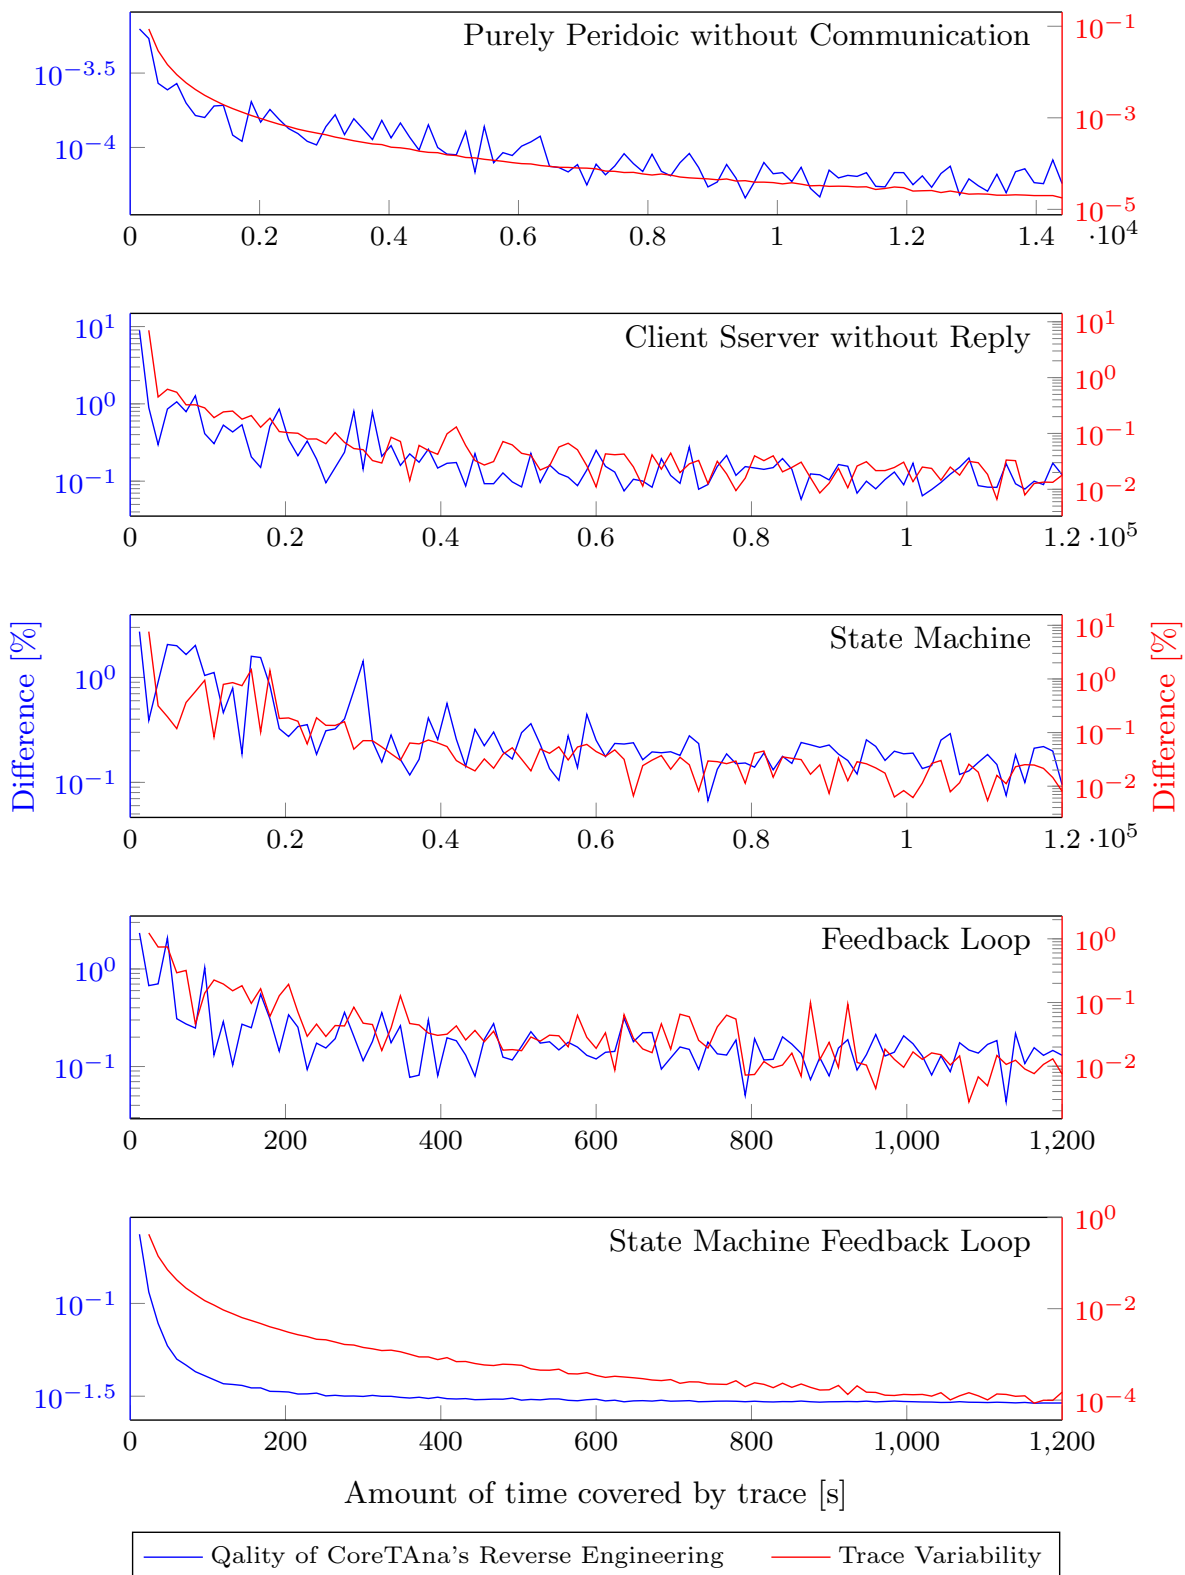 Purely Peridoic without Communication
10^−3.5
10^−4
10^−1
10^−3
10^−5
0 0.2 0.4 0.6 0.8 1 1.2 1.4 ·10^4
Client Sserver without Reply
10^1
10^0
10^−1
10^1
10^0
10^−1
10^−2
0 0.2 0.4 0.6 0.8 1 1.2 ·10^5
State Machine
Difference [%]
10^0
10^−1
10^1
10^0
10^−1
10^−2
Difference [%]
0 0.2 0.4 0.6 0.8 1 1.2 ·10^5
Feedback Loop
10^0
10^−1
10^0
10^−1
10^−2
0 200 400 600 800 1,000 1,200
State Machine Feedback Loop
10^−1
10^−1.5
10^0
10^−2
10^−4
0 200 400 600 800 1,000 1,200
Amount of time covered by trace [s]
Qality of CoreTAna's Reverse Engineering Trace Variability